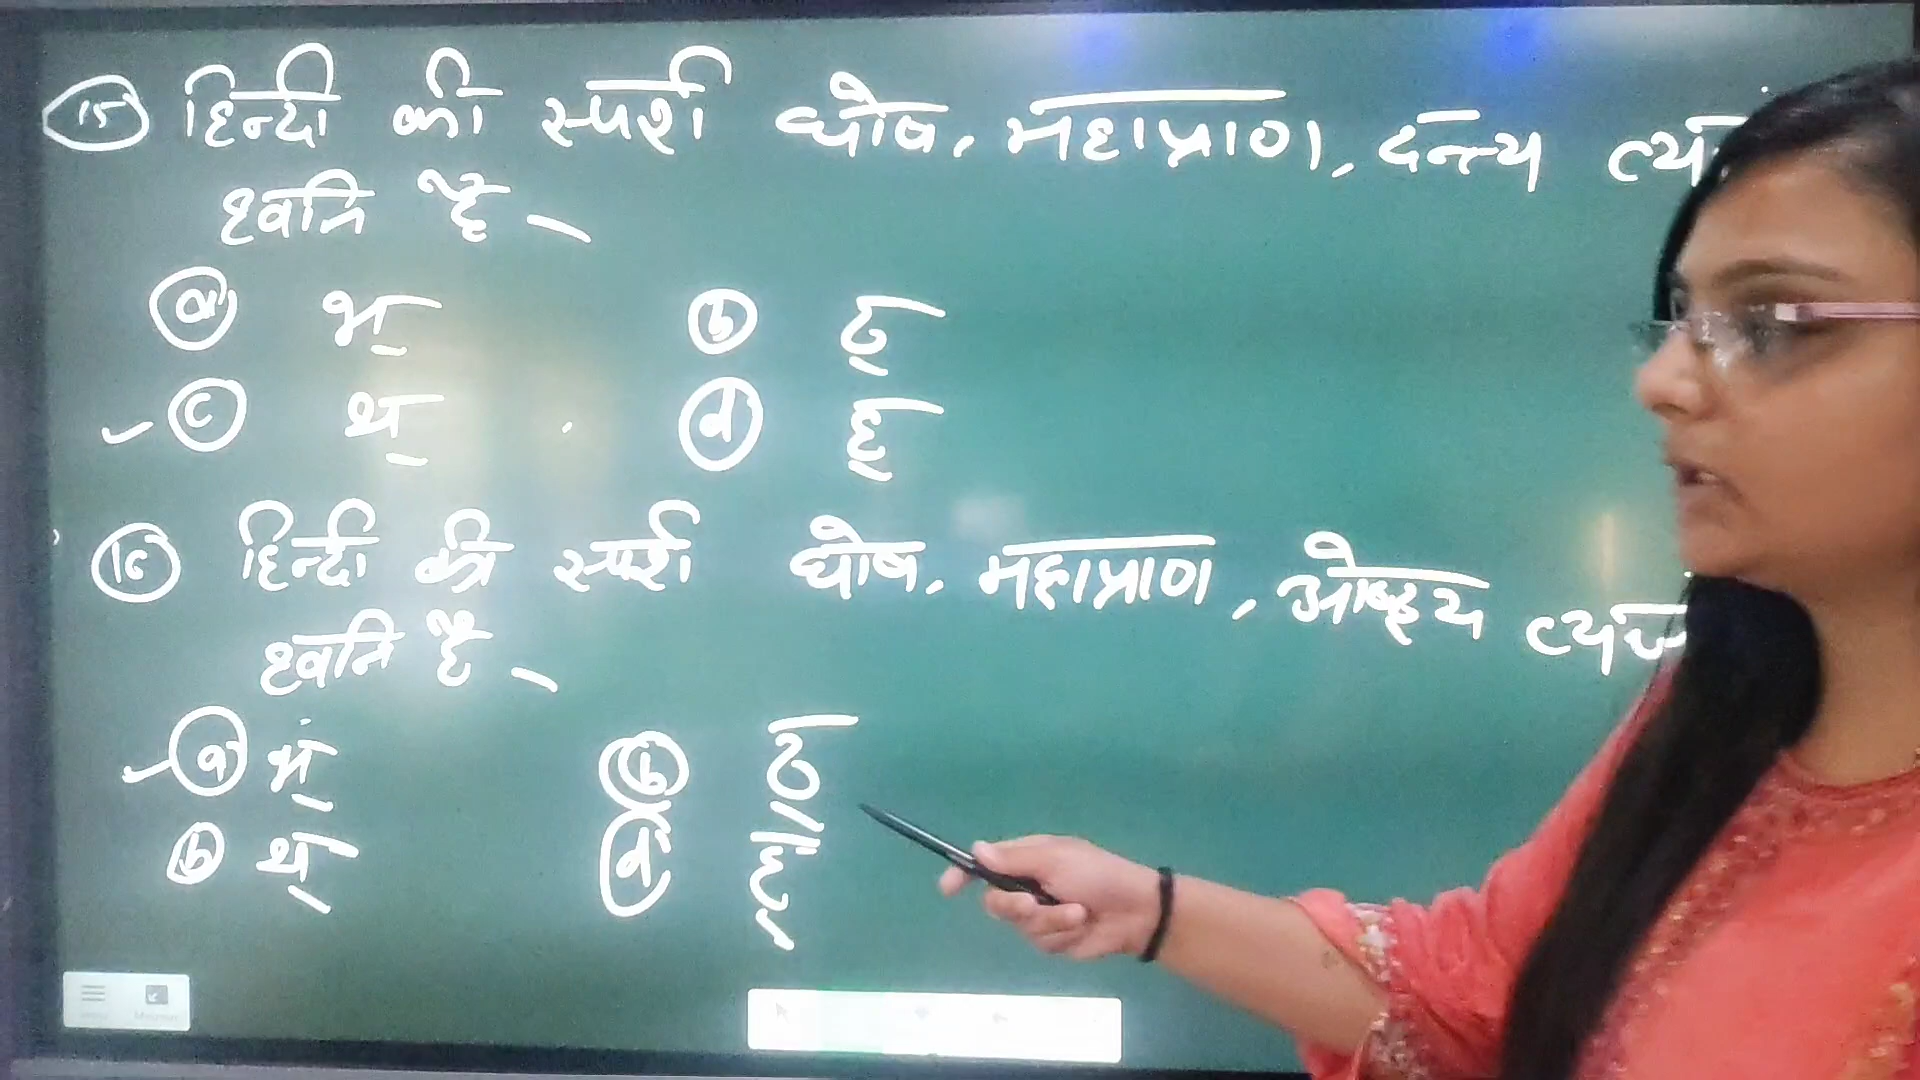 15 हिन्दी की स्पर्श घोष, महाप्राण, दन्त्य
ध्वनि है -
a भ् b ठ्
c थ् d ह्
16 हिन्दी की स्पर्श घोष, महाप्राण, ओष्ठ्य
ध्वनि है -
a भ् b ठ्
b थ् d ह्